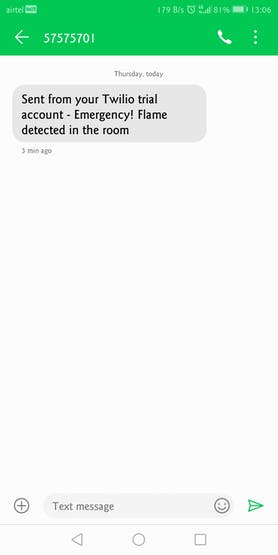 airtel 179 B/s 81% 13:06
57575701
Thursday, today
Sent from your Twilio trial
account - Emergency! Flame
detected in the room
3 min ago
Text message